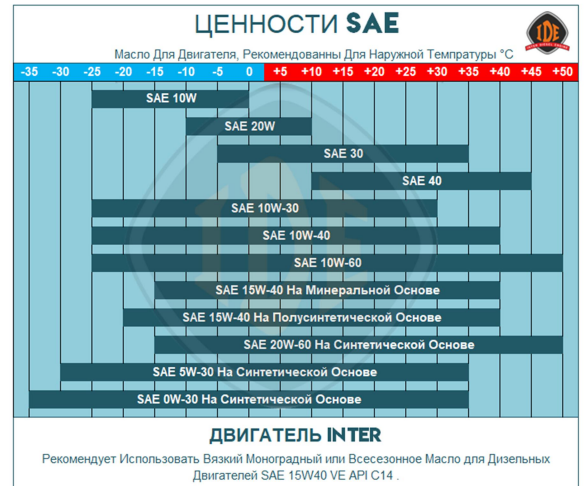 ЦЕННОСТИ SAE
IDE
Масло Для Двигателя, Рекомендованны Для Наружной Темпратуры °C
-35 -30 -25 -20 -15 -10 -5 0 +5 +10 +15 +20 +25 +30 +35 +40 +45 +50
SAE 10W
SAE 20W
SAE 30
SAE 40
SAE 10W-30
SAE 10W-40
SAE 10W-60
SAE 15W-40 На Минеральной Основе
SAE 15W-40 На Полусинтетической Основе
SAE 20W-60 На Синтетической Основе
SAE 5W-30 На Синтетической Основе
SAE 0W-30 На Синтетической Основе
IDE
ДВИГАТЕЛЬ INTER
Рекомендует Использовать Вязкий Моноградный или Всесезонное Масло для Дизельных
Двигателей SAE 15W40 VE API C14 .